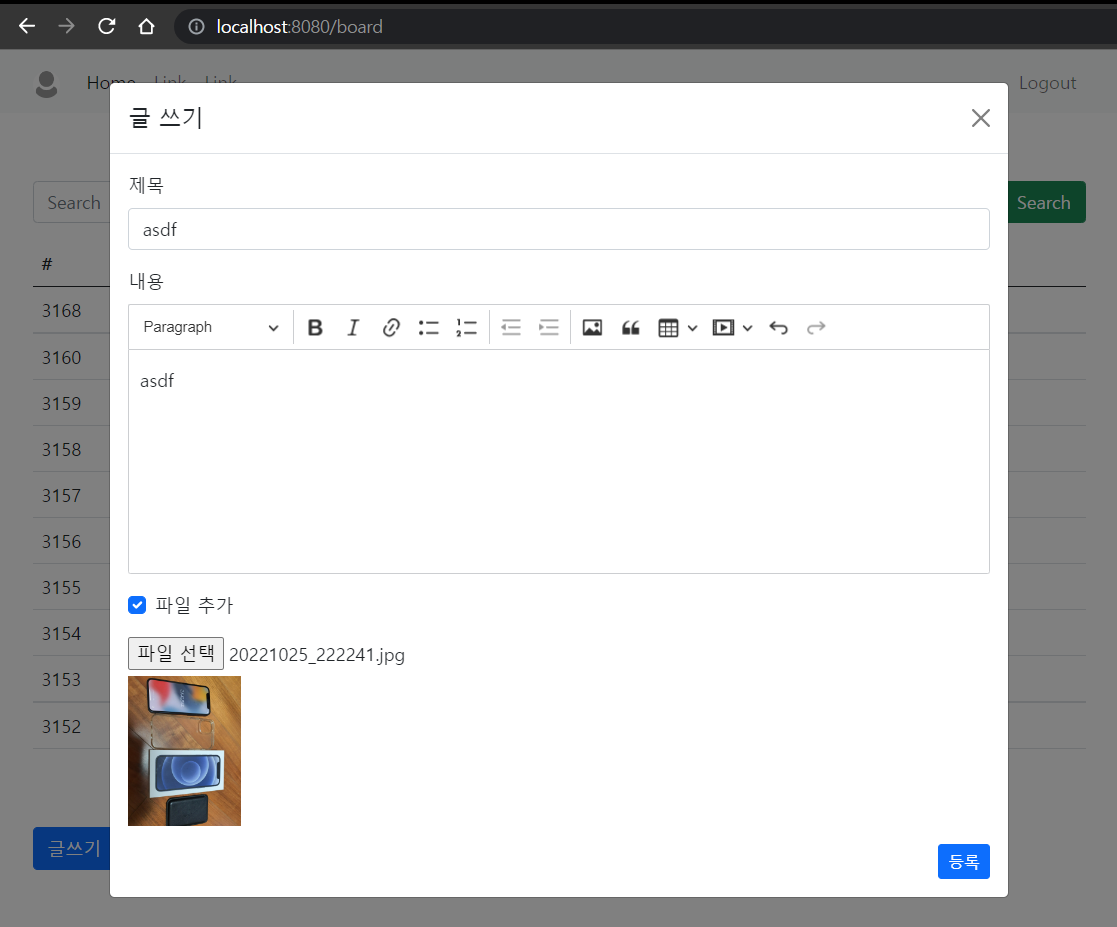 localhost:8080/board
Home Link Link Logout
글 쓰기
제목
Search asdf Search
#
내용
3168 Paragraph B I
3160
asdf
3159
3158
3157
3156
3155
파일 추가
3154
파일 선택 20221025_222241.jpg
3153
3152
글쓰기
등록